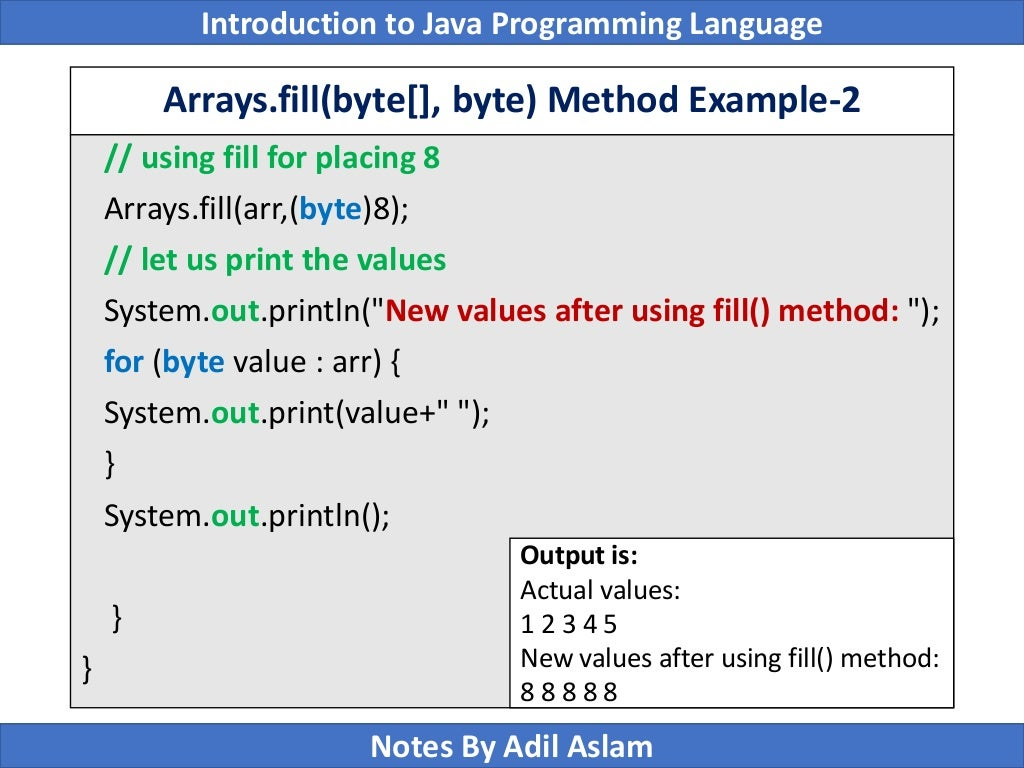 Introduction to Java Programming Language
Arrays.fill(byte[], byte) Method Example-2
// using fill for placing 8
Arrays.fill(arr,(byte)8);
// let us print the values
System.out.println("New values after using fill() method: ");
for (byte value : arr) {
System.out.print(value+" ");
}
System.out.println();
}
}
Output is:
Actual values:
1 2 3 4 5
New values after using fill() method:
8 8 8 8 8
Notes By Adil Aslam